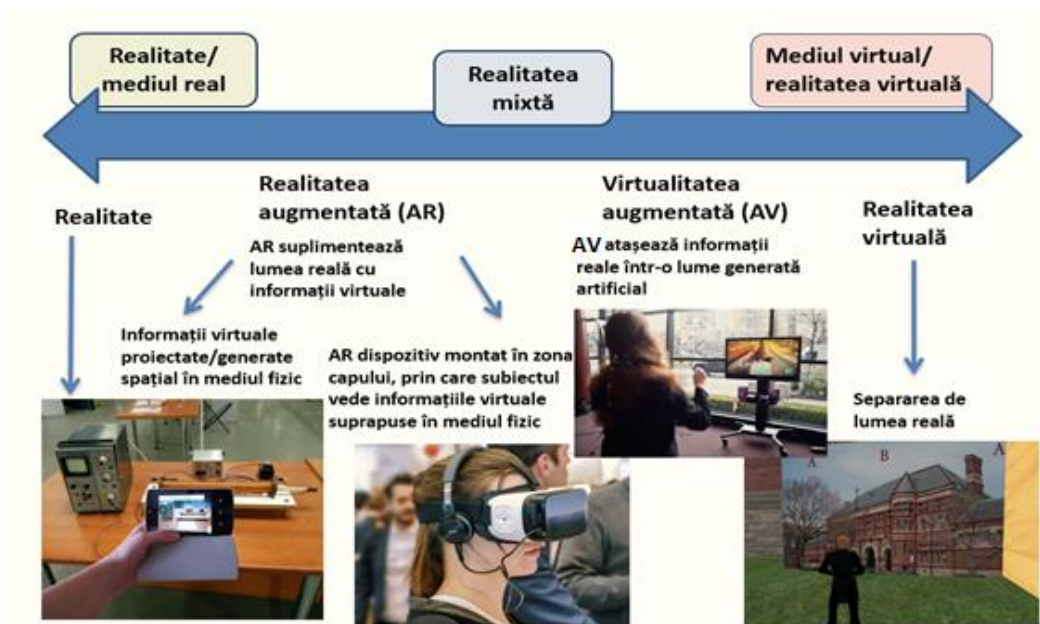 Realitate/
mediul real
Realitatea
mixtă
Mediul virtual/
realitatea virtuală
Realitate
Realitatea
augmentată (AR)
AR suplimentează
lumea reală cu
informații virtuale
Informații virtuale
proiectate/generate
spațial în mediul fizic
AR dispozitiv montat în zona
capului, prin care subiectul
vede informațiile virtuale
suprapuse în mediul fizic
Virtualitatea
augmentată (AV)
AV atașează informații
reale într-o lume generată
artificial
Realitatea
virtuală
Separarea de
lumea reală
A
B
A